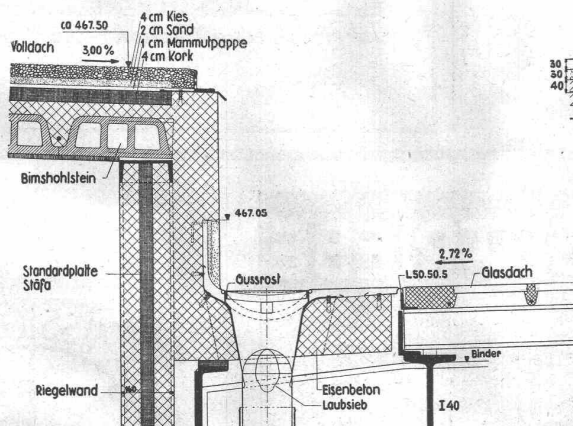 ca 467.50
4 cm Kies
2 cm Sand
1 cm Mammutpappe
4 cm Kork
Volldach
3,00 %
30
30
40
Bimshohlstein
467.05
2.72%
Gussrost
L50.50.5
Glasdach
Standardplatte
Stäfa
Binder
Riegelwand
Eisenbeton
Laubsieb
I 40